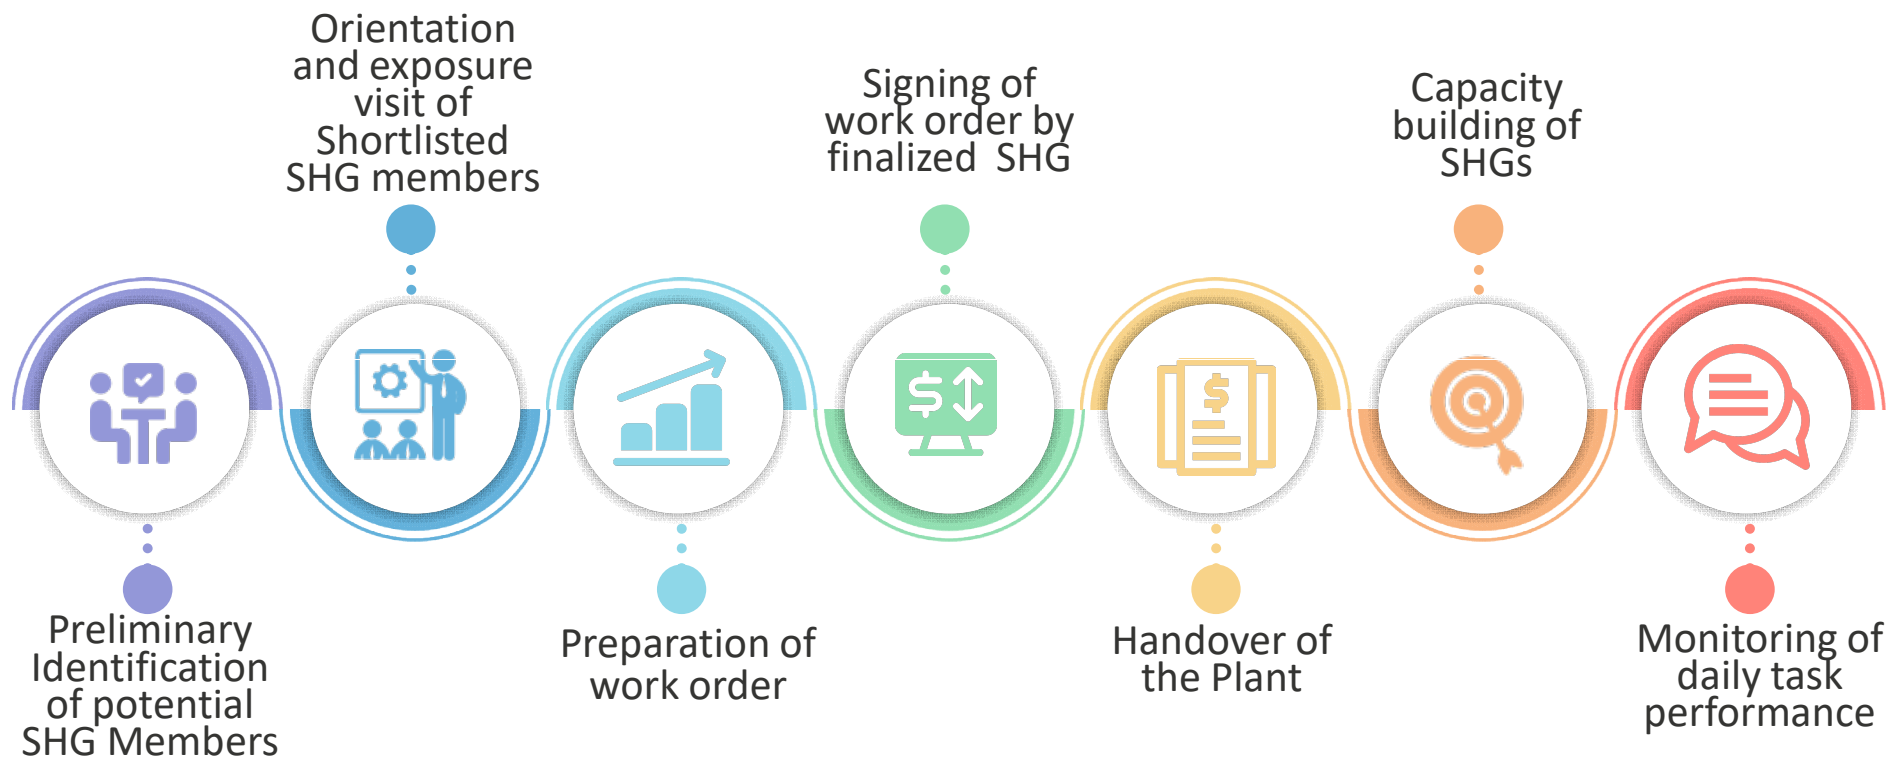 Preliminary
Identification
of potential
SHG Members
Orientation
and exposure
visit of
Shortlisted
SHG members
Preparation of
work order
Signing of
work order by
finalized SHG
Handover of
the Plant
Capacity
building of
SHGs
Monitoring of
daily task
performance